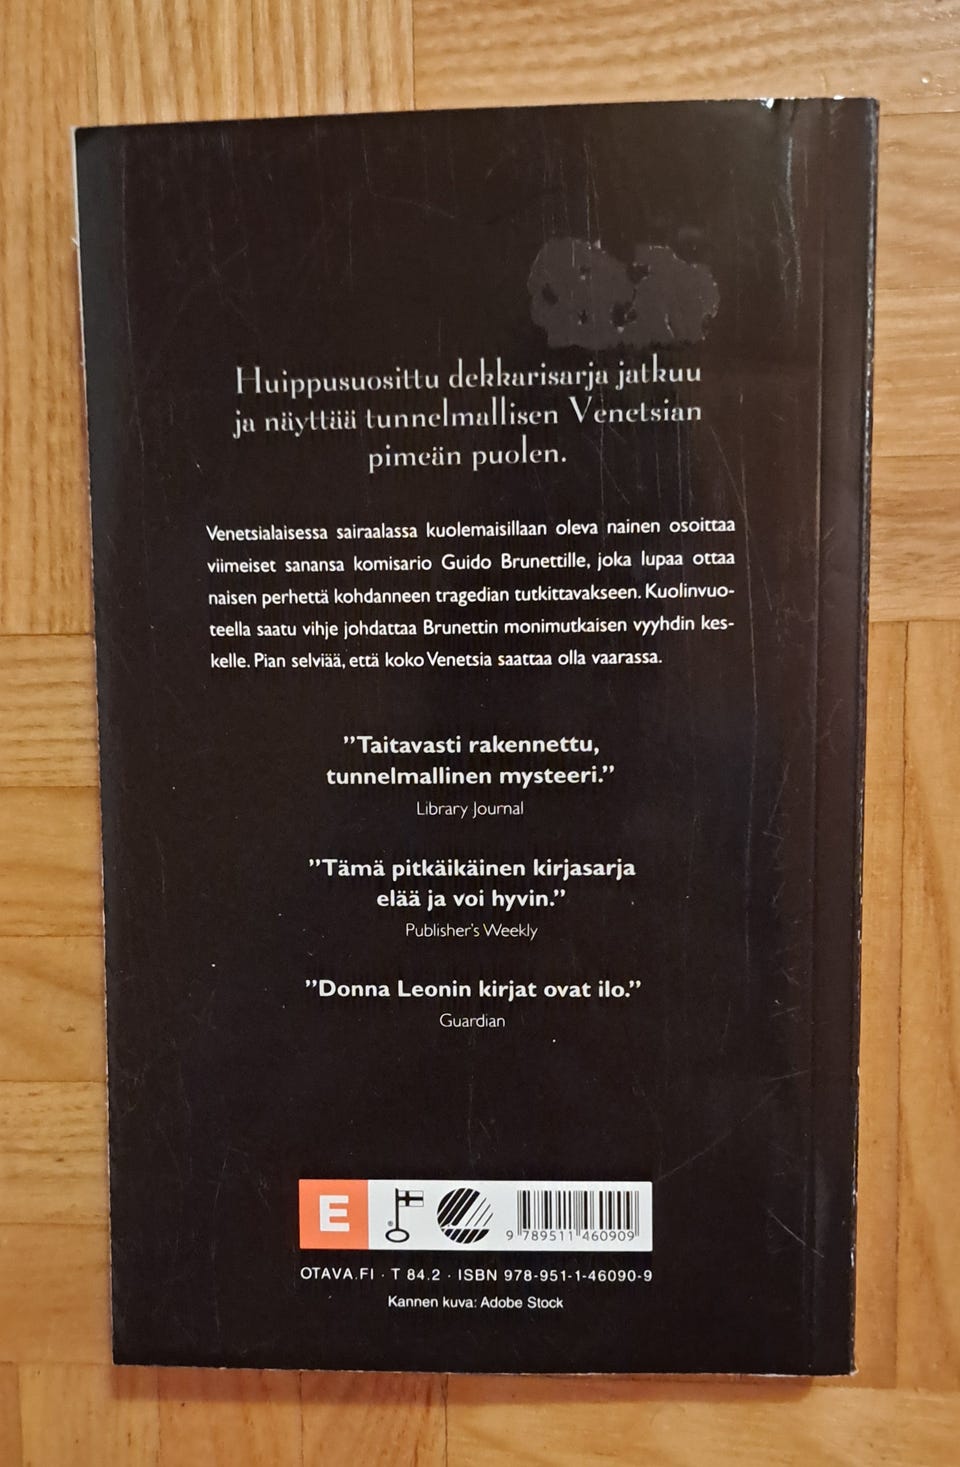 Huippusuosittu dekkarisarja jatkuu
ja näyttää tunnelmallisen Venetsian
pimeän puolen.
Venetsialaisessa sairaalassa kuolemaisillaan oleva nainen osoittaa
viimeiset sanansa komisario Guido Brunettille, joka lupaa ottaa
naisen perhettä kohdanneen tragedian tutkittavakseen. Kuolinvuo-
teella saatu vihje johdattaa Brunettin monimutkaisen vyyhdin kes-
kelle. Pian selviää, että koko Venetsia saattaa olla vaarassa.
”Taitavasti rakennettu,
tunnelmallinen mysteeri.”
Library Journal
”Tämä pitkäikäinen kirjasarja
elää ja voi hyvin.”
Publisher’s Weekly
”Donna Leonin kirjat ovat ilo.”
Guardian
E
9 789511 460909
OTAVA.FI · T 84.2 · ISBN 978-951-1-46090-9
Kannen kuva: Adobe Stock